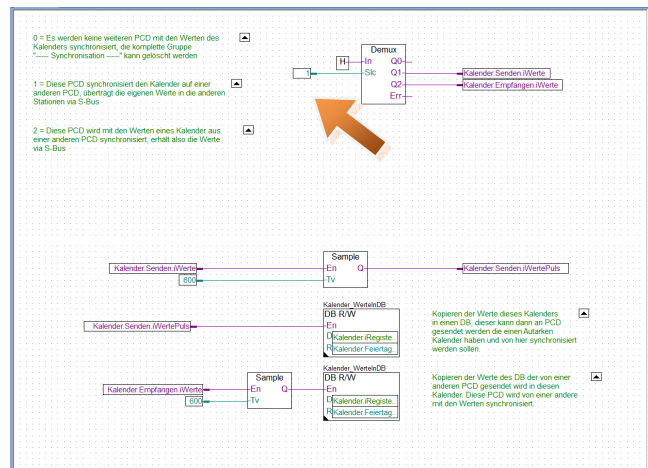 0 = Es werden keine weiteren PCD mit den Werten des
Kalenders synchronisiert, die komplette Gruppe
"----- Synchronisation -----" kann gelöscht werden
1 = Diese PCD synchronisiert den Kalender auf einer
anderen PCD, überträgt die eigenen Werte in die anderen
Stationen via S-Bus
2 = Diese PCD wird mit den Werten eines Kalender aus
einer anderen PCD synchronisiert, erhält also die Werte
via S-Bus
Demux
H In Q0
1 Slc Q1 Kalender.Senden.iWerte
Q2 Kalender.Empfangen.iWerte
Err
Sample
Kalender.Senden.iWerte En Q Kalender.Senden.iWertePuls
600 Tv
Kalender_WerteInDB
DB R/W
Kalender.Senden.iWertePuls En
D Kalender.iRegiste...
R Kalender.Feiertag...
Kopieren der Werte dieses Kalenders
in einen DB, dieser kann dann an PCD
gesendet werden die einen Autarken
Kalender haben und von hier synchronisiert
werden sollen.
Kalender_WerteInDB
Sample DB R/W
Kalender.Empfangen.iWerte En Q En
600 Tv D Kalender.iRegiste...
R Kalender.Feiertag...
Kopieren der Werte des DB der von einer
anderen PCD gesendet wird in diesen
Kalender. Diese PCD wird von einer andere
mit den Werten synchronisiert.